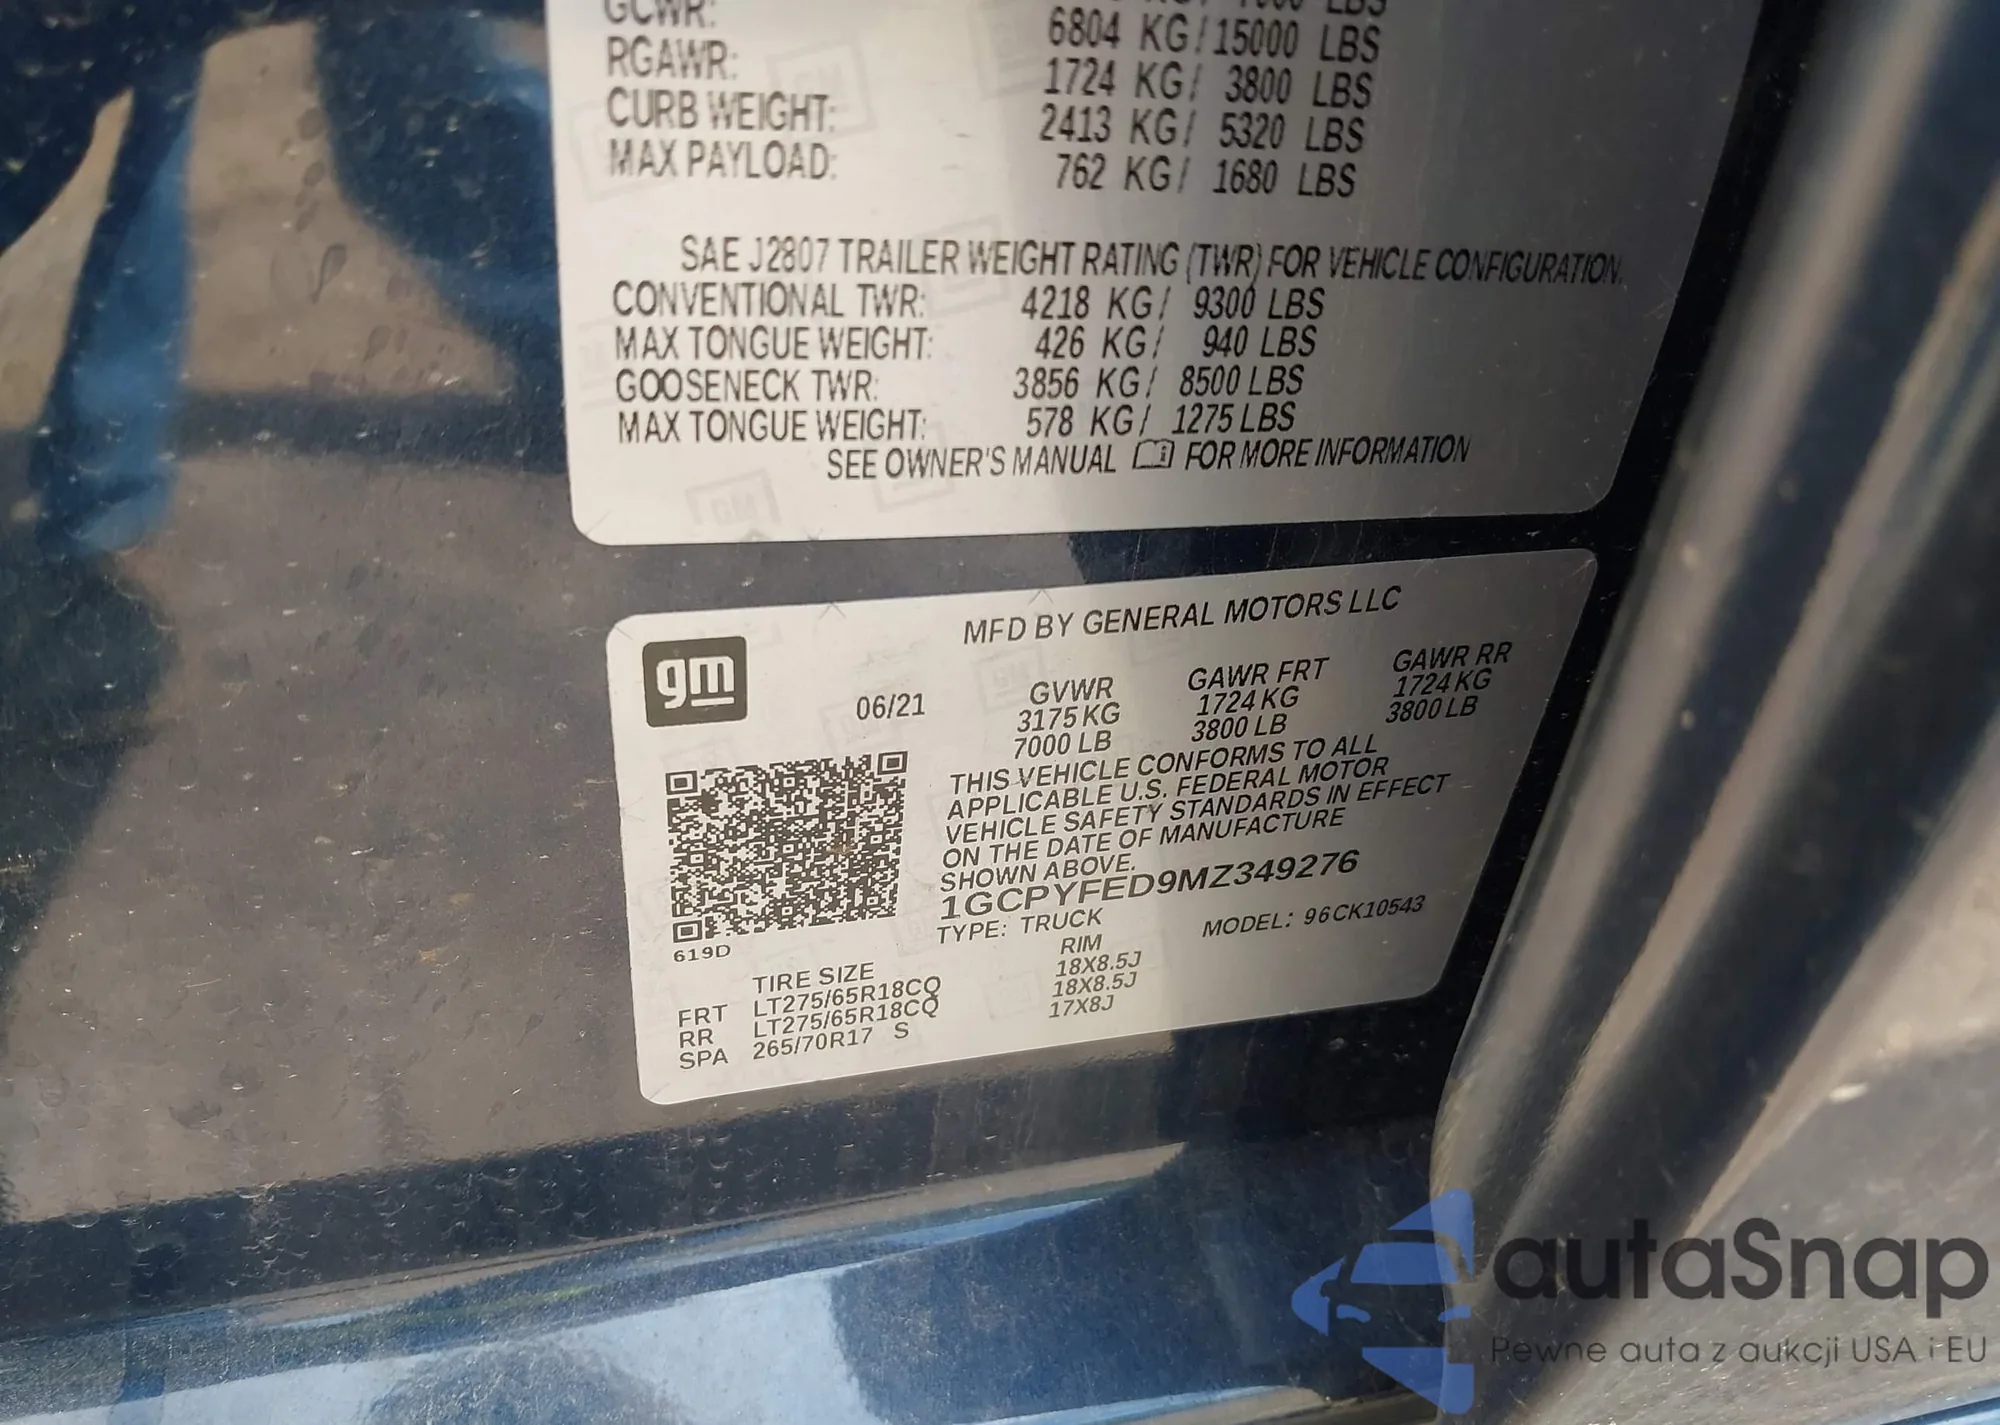 GCWR:
RGAWR: 6804 KG/15000 LBS
CURB WEIGHT: 1724 KG/ 3800 LBS
MAX PAYLOAD: 2413 KG/ 5320 LBS
762 KG/ 1680 LBS
SAE J2807 TRAILER WEIGHT RATING (TWR) FOR VEHICLE CONFIGURATION.
CONVENTIONAL TWR: 4218 KG/ 9300 LBS
MAX TONGUE WEIGHT: 426 KG/ 940 LBS
GOOSENECK TWR: 3856 KG/ 8500 LBS
MAX TONGUE WEIGHT: 578 KG/ 1275 LBS
SEE OWNER'S MANUAL FOR MORE INFORMATION
MFD BY GENERAL MOTORS LLC
gm
06/21
GVWR GAWR FRT GAWR RR
3175 KG 1724 KG 1724 KG
7000 LB 3800 LB 3800 LB
THIS VEHICLE CONFORMS TO ALL
APPLICABLE U.S. FEDERAL MOTOR
VEHICLE SAFETY STANDARDS IN EFFECT
ON THE DATE OF MANUFACTURE
SHOWN ABOVE.
1GCPYFED9MZ349276
TYPE: TRUCK MODEL: 96CK10543
619D
TIRE SIZE RIM
FRT LT275/65R18CQ 18X8.5J
RR LT275/65R18CQ 18X8.5J
SPA 265/70R17 S 17X8J
autaSnap
Pewne auta z aukcji USA i EU